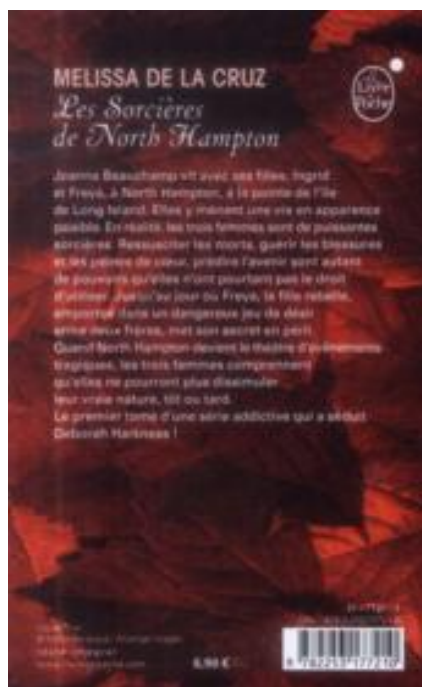 MELISSA DE LA CRUZ
Les Sorcières
de North Hampton
Le
Livre
de
Poche
Joanna Beauchamp vit avec ses filles, Ingrid
et Freya, à North Hampton, à la pointe de l'île
de Long Island. Elles y mènent une vie en apparence
paisible. En réalité, les trois femmes sont de puissantes
sorcières. Ressusciter les morts, guérir les blessures
et les peines de cœur, prédire l'avenir sont autant
de pouvoirs qu'elles n'ont pourtant pas le droit
d'utiliser. Jusqu'au jour où Freya, la fille rebelle,
emportée dans un dangereux jeu de désir
entre deux frères, met son secret en péril.
Quand North Hampton devient le théâtre d'événements
tragiques, les trois femmes comprennent
qu'elles ne pourront plus dissimuler
leur vraie nature, tôt ou tard.
Le premier tome d'une série addictive qui a séduit
Deborah Harkness !
6,90 €
9 782253 177210